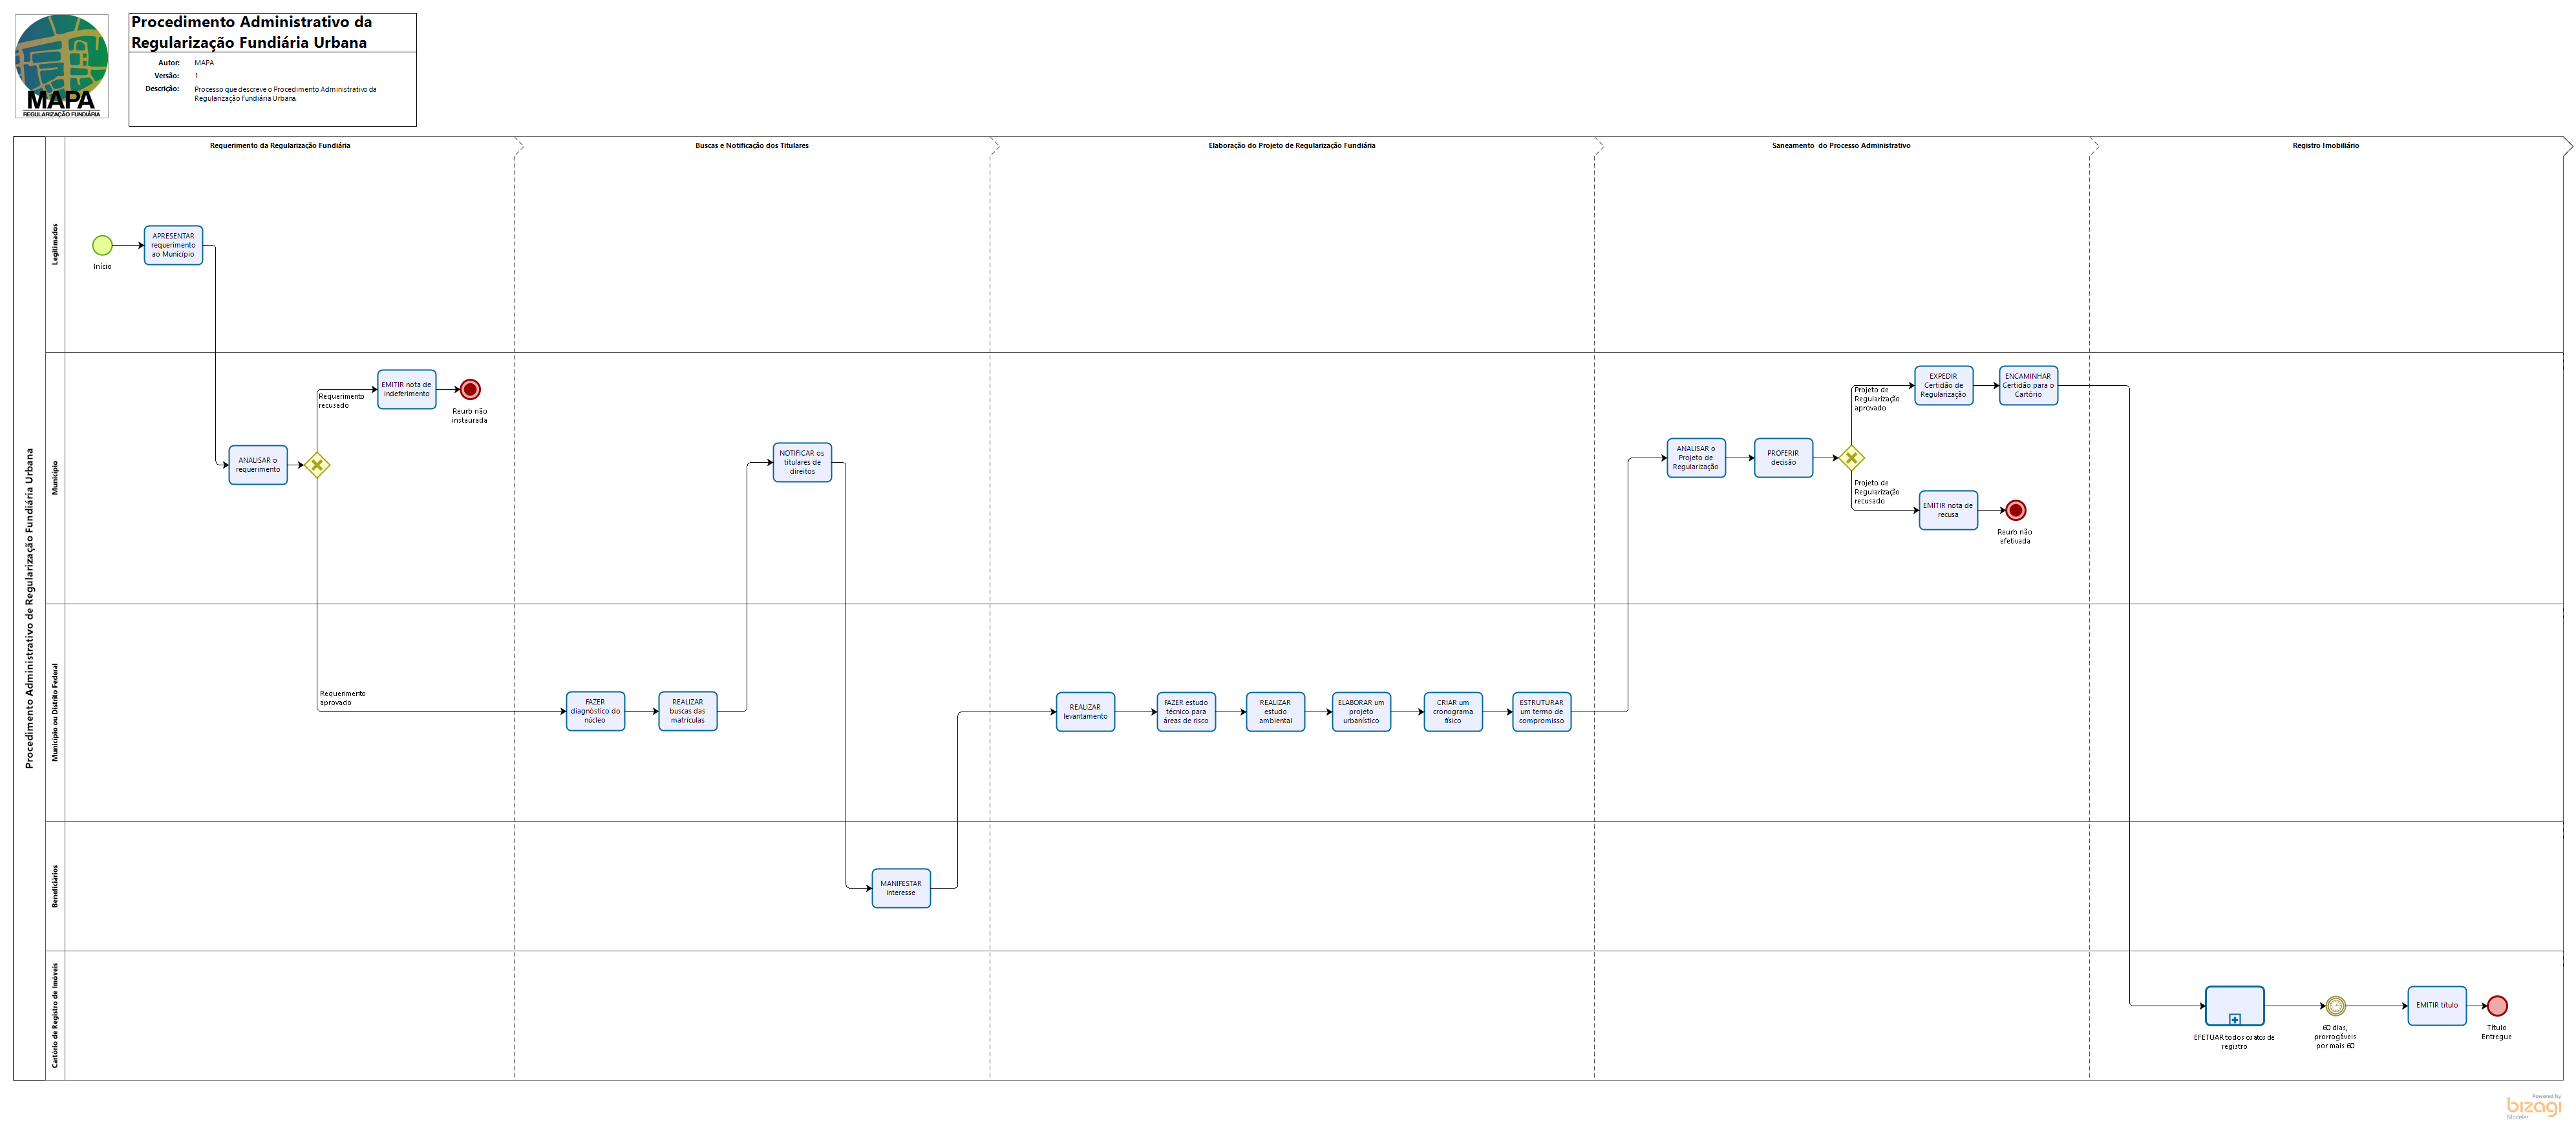 MAPA
REGULARIZAÇÃO FUNDIÁRIA
Procedimento Administrativo da
Regularização Fundiária Urbana
Autor: MAPA
Versão: 1
Descrição: Processo que descreve o Procedimento Administrativo da
Regularização Fundiária Urbana.
Procedimento Administrativo de Regularização Fundiária Urbana
Requerimento da Regularização Fundiária
Buscas e Notificação dos Titulares
Elaboração do Projeto de Regularização Fundiária
Saneamento do Processo Administrativo
Registro Imobiliário
Legitimados
Início
APRESENTAR
requerimento
ao Município
Município
ANALISAR o
requerimento
Requerimento
recusado
EMITIR nota de
indeferimento
Reurb não
instaurada
Requerimento
aprovado
NOTIFICAR os
titulares de
direitos
ANALISAR o
Projeto de
Regularização
PROFERIR
decisão
Projeto de
Regularização
aprovado
EXPEDIR
Certidão de
Regularização
ENCAMINHAR
Certidão para o
Cartório
Projeto de
Regularização
recusado
EMITIR nota de
recusa
Reurb não
efetivada
Município ou Distrito Federal
FAZER
diagnóstico do
núcleo
REALIZAR
buscas das
matrículas
REALIZAR
levantamento
FAZER estudo
técnico para
áreas de risco
REALIZAR
estudo
ambiental
ELABORAR um
projeto
urbanístico
CRIAR um
cronograma
físico
ESTRUTURAR
um termo de
compromisso
Beneficiários
MANIFESTAR
interesse
Cartório de Registro de Imóveis
EFETUAR todos os atos de
registro
60 dias,
prorrogáveis
por mais 60
EMITIR título
Título
Entregue
Powered by
bizagi
Modeler